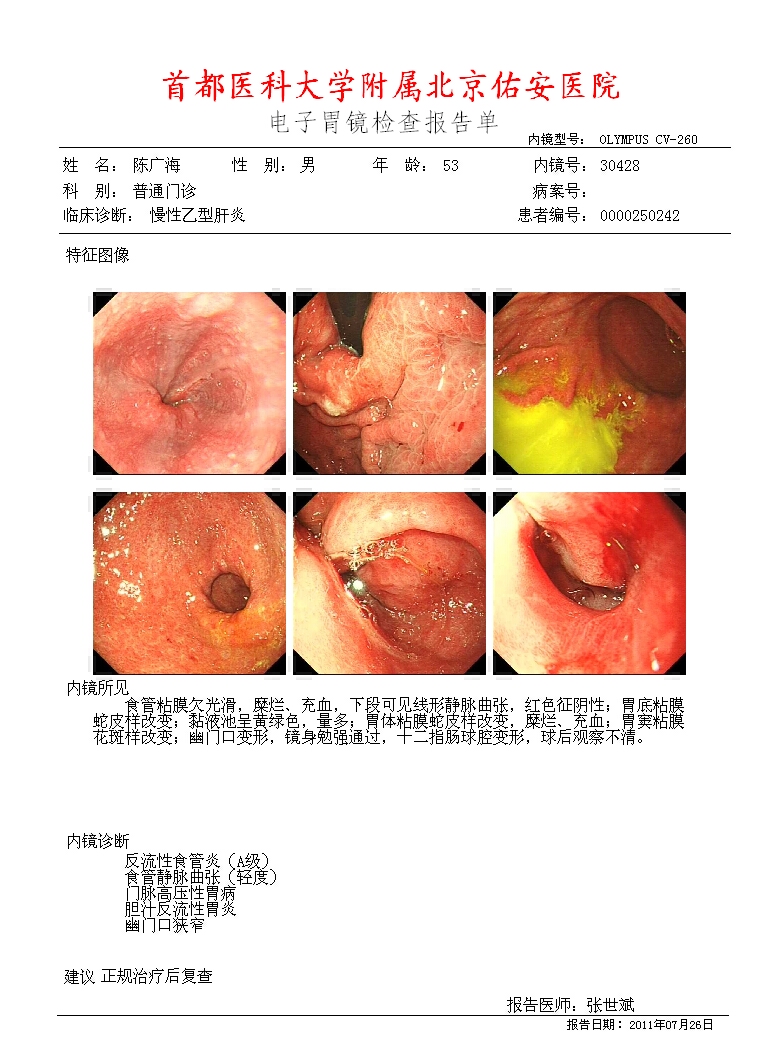 首都医科大学附属北京佑安医院
电子胃镜检查报告单
内镜型号: OLYMPUS CV-260
姓 名: 陈广海 性 别: 男 年 龄: 53 内镜号: 30428
科 别: 普通门诊 病案号:
临床诊断: 慢性乙型肝炎 患者编号: 0000250242
特征图像
内镜所见
食管粘膜欠光滑，糜烂、充血，下段可见线形静脉曲张，红色征阴性；胃底粘膜
蛇皮样改变；黏液池呈黄绿色，量多；胃体粘膜蛇皮样改变，糜烂、充血；胃窦粘膜
花斑样改变；幽门口变形，镜身勉强通过，十二指肠球腔变形，球后观察不清。
内镜诊断
反流性食管炎（A级）
食管静脉曲张（轻度）
门脉高压性胃病
胆汁反流性胃炎
幽门口狭窄
建议 正规治疗后复查
报告医师: 张世斌
报告日期: 2011年07月26日